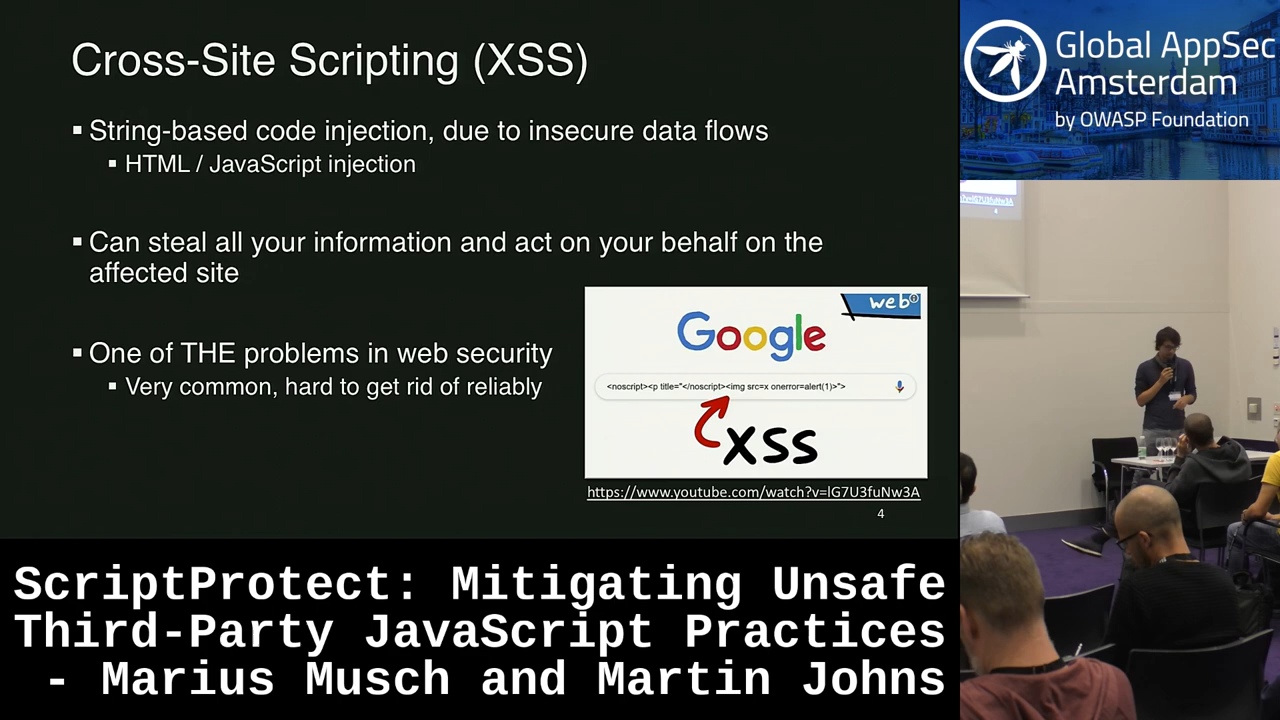 Cross-Site Scripting (XSS)
▪ String-based code injection, due to insecure data flows
▪ HTML / JavaScript injection
▪ Can steal all your information and act on your behalf on the
affected site
▪ One of THE problems in web security
▪ Very common, hard to get rid of reliably
web
Google
<noscript><p title="</noscript><img src=x onerror=alert(1)>">
XSS
https://www.youtube.com/watch?v=lG7U3fuNw3A
4
ScriptProtect: Mitigating Unsafe
Third-Party JavaScript Practices
- Marius Musch and Martin Johns
Global AppSec
Amsterdam
by OWASP Foundation